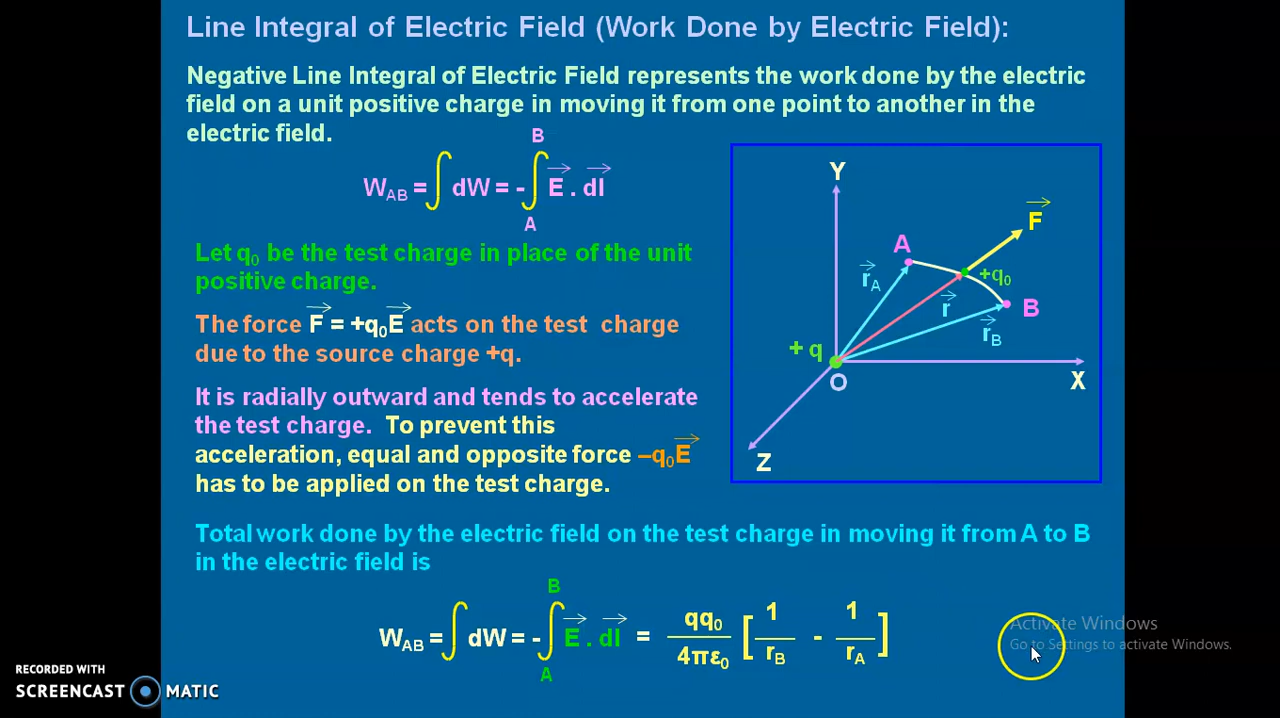 Line Integral of Electric Field (Work Done by Electric Field):
Negative Line Integral of Electric Field represents the work done by the electric
field on a unit positive charge in moving it from one point to another in the
electric field.
B
W_AB = ∫ dW = - ∫ E⃗ . dl⃗
A
Let q₀ be the test charge in place of the unit
positive charge.
The force F⃗ = +q₀E⃗ acts on the test charge
due to the source charge +q.
It is radially outward and tends to accelerate
the test charge. To prevent this
acceleration, equal and opposite force –q₀E⃗
has to be applied on the test charge.
Y
F⃗
A
+q₀
r⃗_A
r⃗
B
r⃗_B
+ q
O
X
Z
Total work done by the electric field on the test charge in moving it from A to B
in the electric field is
B
W_AB = ∫ dW = - ∫ E⃗ . dl⃗ = qq₀/4πε₀ [ 1/r_B - 1/r_A ]
A
Activate Windows
Go to Settings to activate Windows.
RECORDED WITH
SCREENCAST MATIC